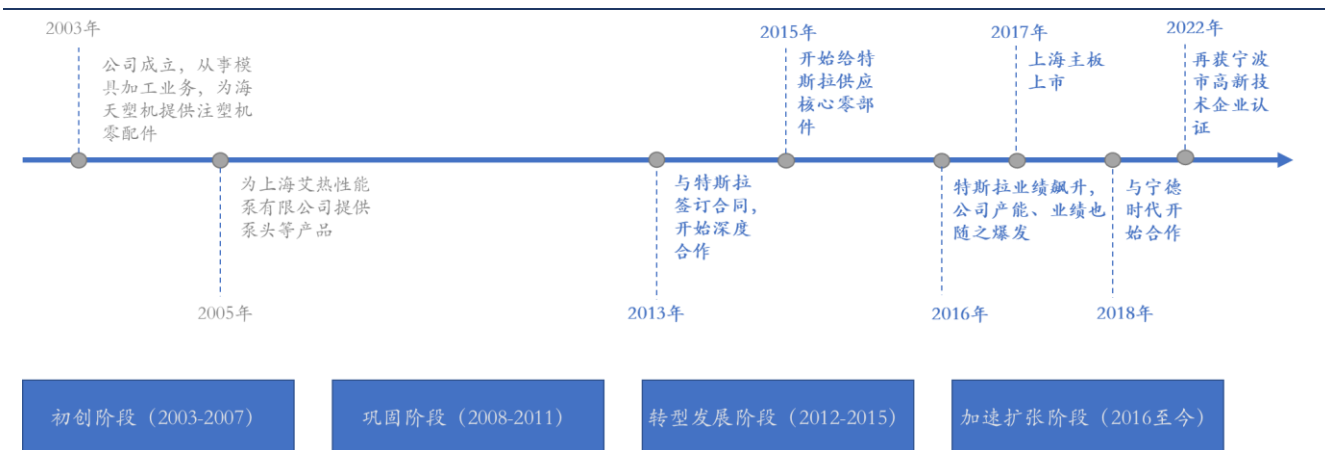 2003年
公司成立，从事模
具加工业务，为海
天塑机提供注塑机
零配件
为上海艾热性能
泵有限公司提供
泵头等产品
2005年
与特斯拉
签订合同，
开始深度
合作
2013年
2015年
开始给特
斯拉供应
核心零部
件
特斯拉业绩飙升，
公司产能、业绩也
随之爆发
2016年
2017年
上海主板
上市
与宁德
时代开
始合作
2018年
2022年
再获宁波
市高新技
术企业认
证
初创阶段（2003-2007）
巩固阶段（2008-2011）
转型发展阶段（2012-2015）
加速扩张阶段（2016至今）